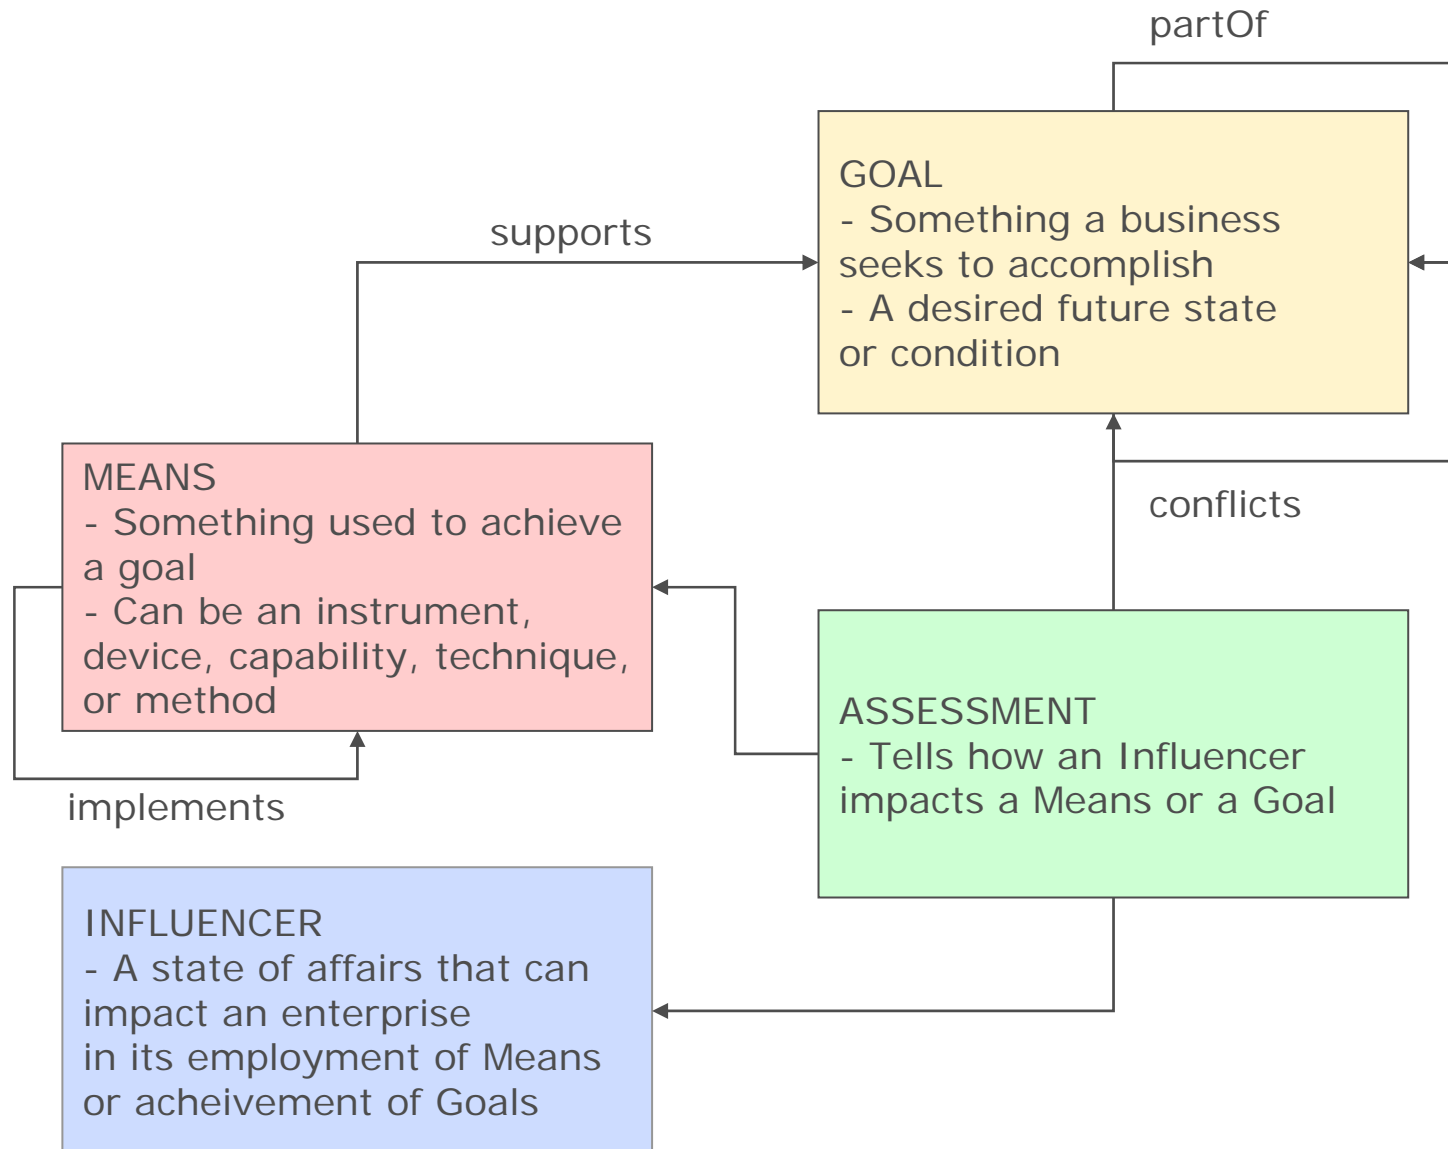 partOf
GOAL
- Something a business
seeks to accomplish
- A desired future state
or condition
supports
MEANS
- Something used to achieve
a goal
- Can be an instrument,
device, capability, technique,
or method
conflicts
ASSESSMENT
- Tells how an Influencer
impacts a Means or a Goal
implements
INFLUENCER
- A state of affairs that can
impact an enterprise
in its employment of Means
or acheivement of Goals